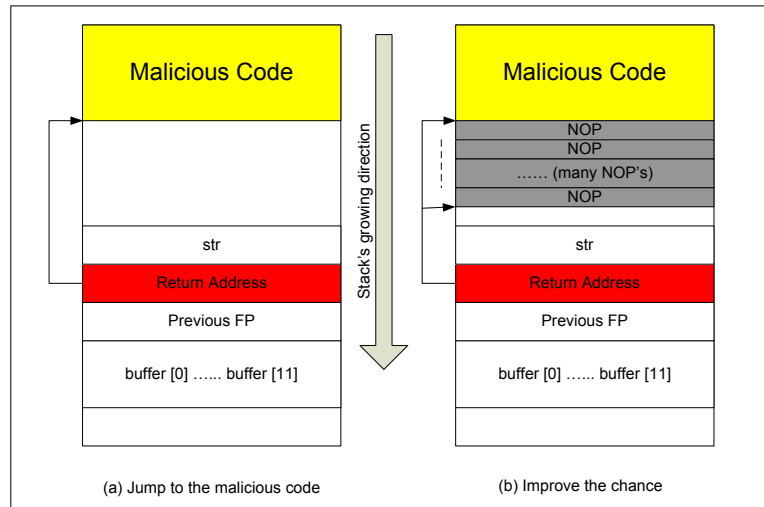 Malicious Code
str
Return Address
Previous FP
buffer [0] …... buffer [11]
(a) Jump to the malicious code
Stack's growing direction
Malicious Code
NOP
NOP
…... (many NOP's)
NOP
str
Return Address
Previous FP
buffer [0] …... buffer [11]
(b) Improve the chance